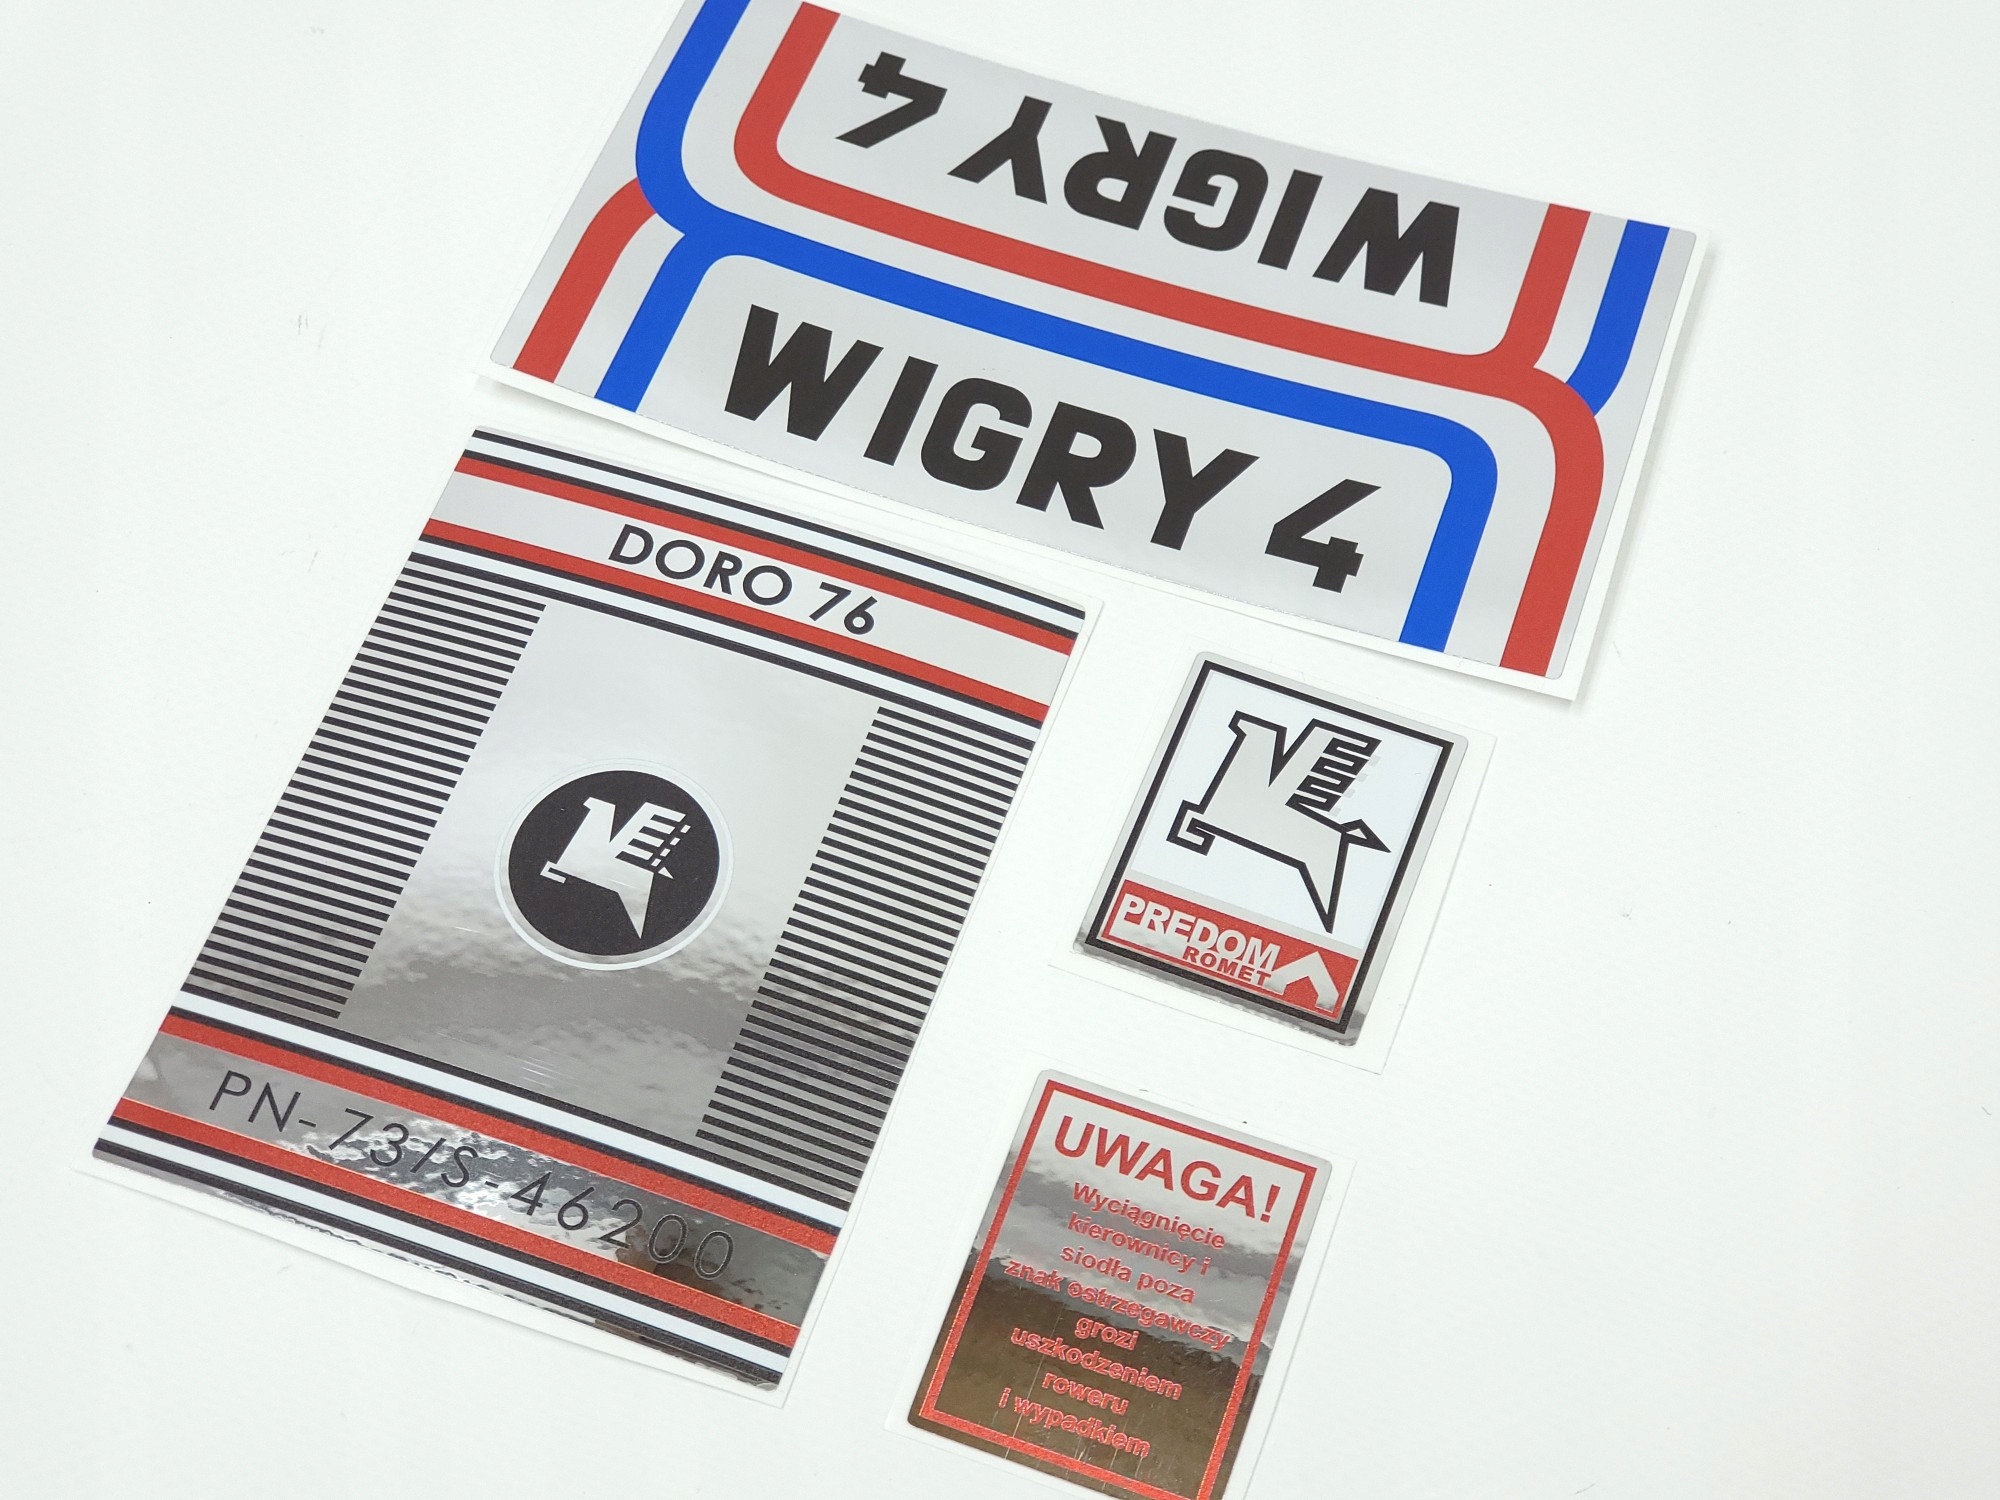 WIGRY 4
WIGRY 4
DORO 76
PN-73/S-46200
PREDOM
ROMET
UWAGA!
Wyciągnięcie
kierownicy i
siodła poza
znak ostrzegawczy
grozi
uszkodzeniem
roweru
i wypadkiem